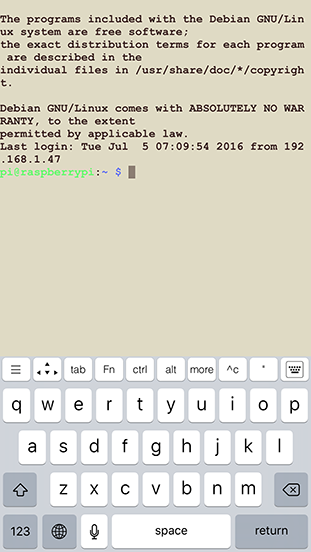 The programs included with the Debian GNU/Lin
ux system are free software;
the exact distribution terms for each program
 are described in the
individual files in /usr/share/doc/*/copyrigh
t.
Debian GNU/Linux comes with ABSOLUTELY NO WAR
RANTY, to the extent
permitted by applicable law.
Last login: Tue Jul  5 07:09:54 2016 from 192
.168.1.47
pi@raspberrypi:~ $
tab Fn ctrl alt more ^c *
q w e r t y u i o p
a s d f g h j k l
z x c v b n m
123 space return